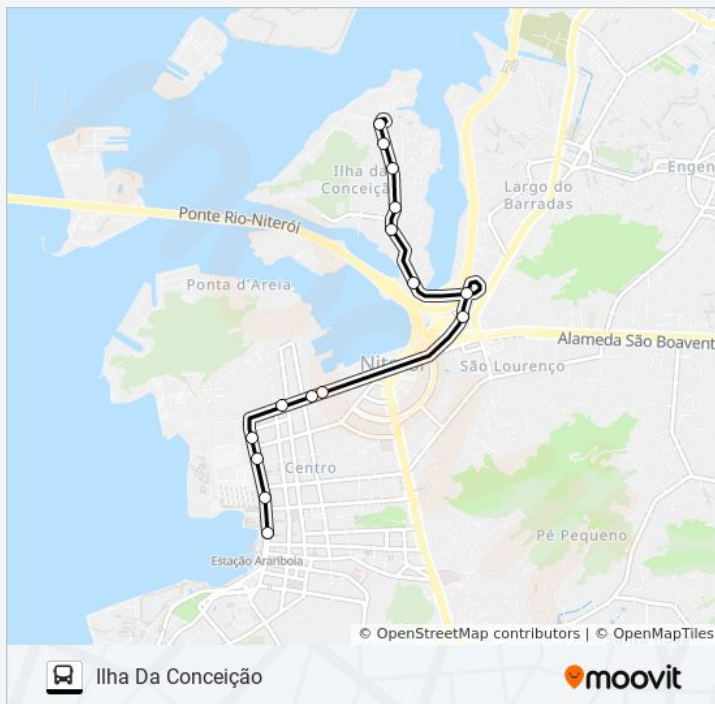 Ilha da
Conceição
Largo do
Barradas
Engen
Ponte Rio-Niterói
Ponta d'Areia
Alameda São Boavent
Niterói
São Lourenço
Centro
Pé Pequeno
Estação Arariboia
© OpenStreetMap contributors | © OpenMapTiles
Ilha Da Conceição
moovit